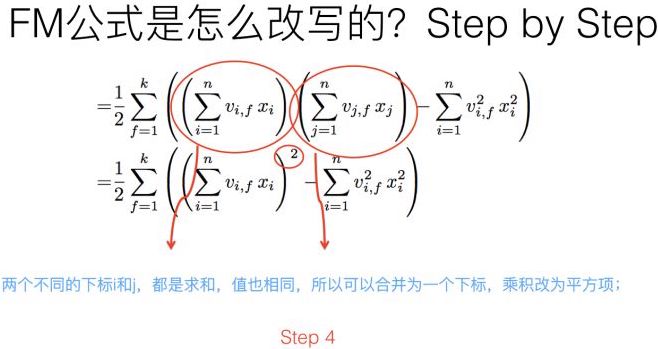 FM公式是怎么改写的？Step by Step
=\frac{1}{2}\sum_{f=1}^{k}\left(\left(\sum_{i=1}^{n}v_{i,f}x_i\right)\left(\sum_{j=1}^{n}v_{j,f}x_j\right)-\sum_{i=1}^{n}v_{i,f}^2x_i^2\right)
=\frac{1}{2}\sum_{f=1}^{k}\left(\left(\sum_{i=1}^{n}v_{i,f}x_i\right)^2-\sum_{i=1}^{n}v_{i,f}^2x_i^2\right)
两个不同的下标i和j，都是求和，值也相同，所以可以合并为一个下标，乘积改为平方项；
Step 4